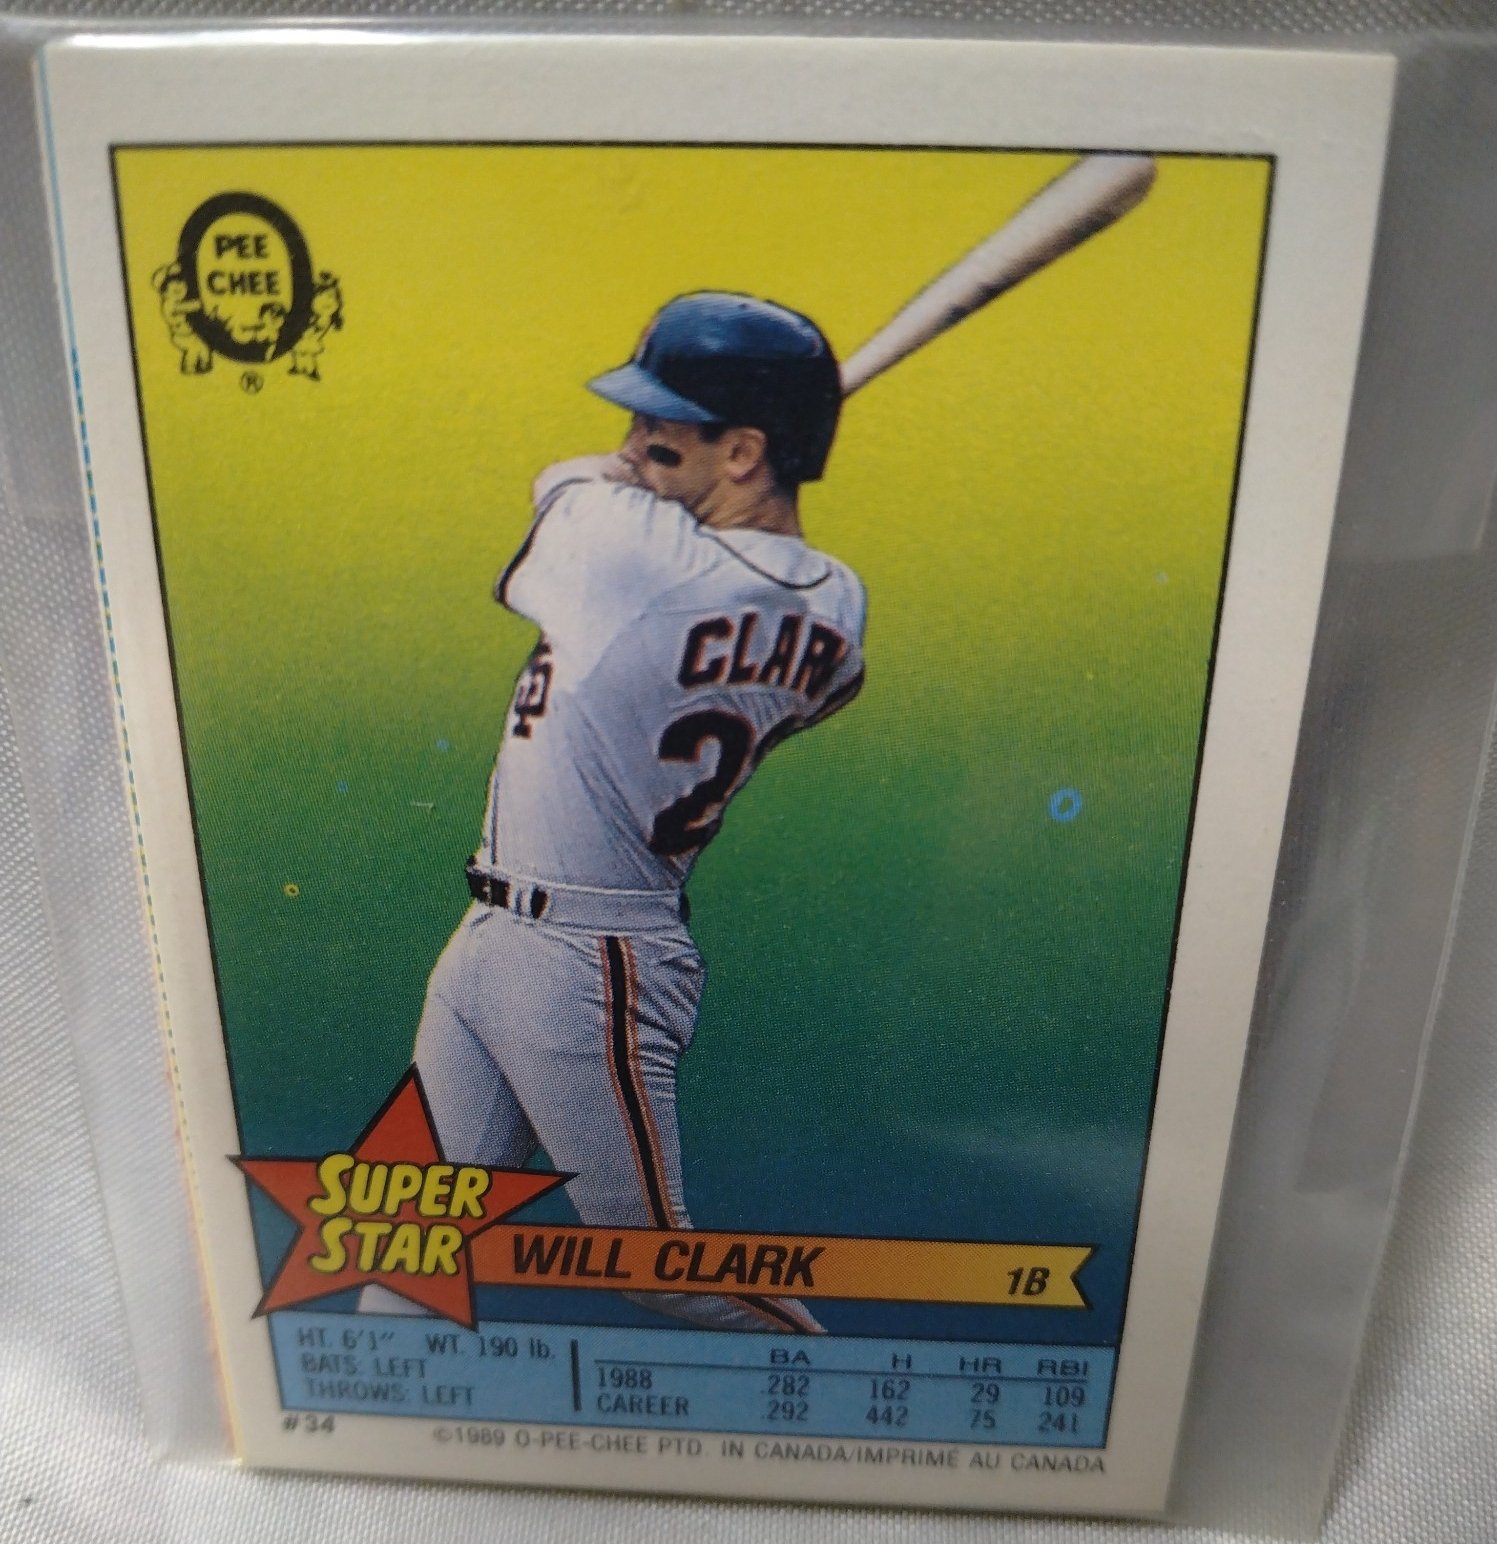 PEE
CHEE
®
CLARK
2
SUPER
STAR
WILL CLARK 1B
HT. 6'1" WT. 190 lb.
BATS: LEFT
THROWS: LEFT
BA H HR RBI
1988 .282 162 29 109
CAREER .292 442 75 241
#34
©1989 O-PEE-CHEE PTD. IN CANADA/IMPRIMÉ AU CANADA